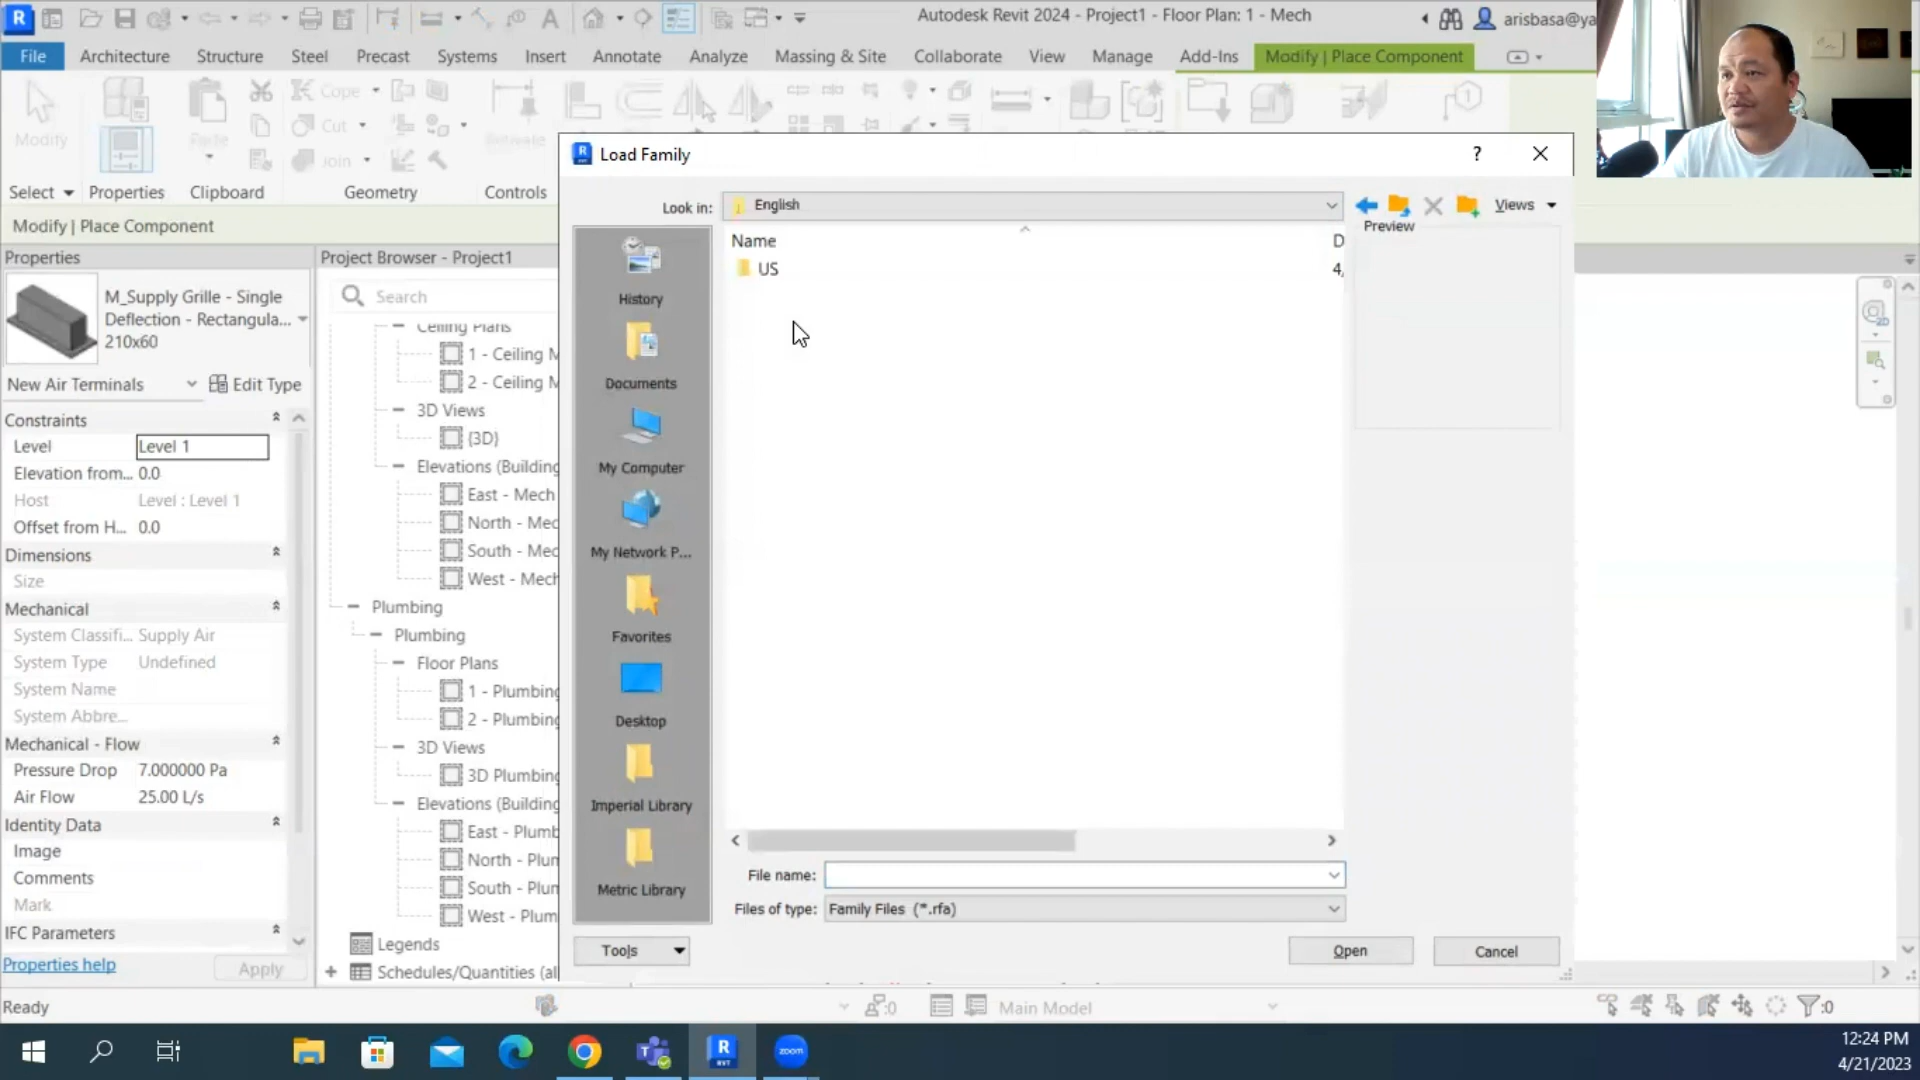 Autodesk Revit 2024 - Project1 - Floor Plan: 1 - Mech
arisbasa@ya
File Architecture Structure Steel Precast Systems Insert Annotate Analyze Massing & Site Collaborate View Manage Add-Ins Modify | Place Component
Modify
Cope
Cut
Join
Paste
Activate
Select Properties Clipboard Geometry Controls
Modify | Place Component
Properties
M_Supply Grille - Single
Deflection - Rectangula...
210x60
New Air Terminals Edit Type
Constraints
Level Level 1
Elevation from... 0.0
Host Level : Level 1
Offset from H... 0.0
Dimensions
Size
Mechanical
System Classifi... Supply Air
System Type Undefined
System Name
System Abbre...
Mechanical - Flow
Pressure Drop 7.000000 Pa
Air Flow 25.00 L/s
Identity Data
Image
Comments
Mark
IFC Parameters
Properties help Apply
Project Browser - Project1
Search
Ceiling Plans
1 - Ceiling M
2 - Ceiling M
3D Views
{3D}
Elevations (Building
East - Mech
North - Mec
South - Mec
West - Mech
Plumbing
Plumbing
Floor Plans
1 - Plumbing
2 - Plumbing
3D Views
3D Plumbing
Elevations (Building
East - Plumb
North - Plun
South - Plun
West - Plum
Legends
Schedules/Quantities (al
R RVT Load Family ?
Look in: English Views
Preview
Name D
US 4,
History
Documents
My Computer
My Network P...
Favorites
Desktop
Imperial Library
Metric Library
File name:
Files of type: Family Files (*.rfa)
Tools Open Cancel
Ready :0 Main Model :0
R RVT zoom
12:24 PM
4/21/2023